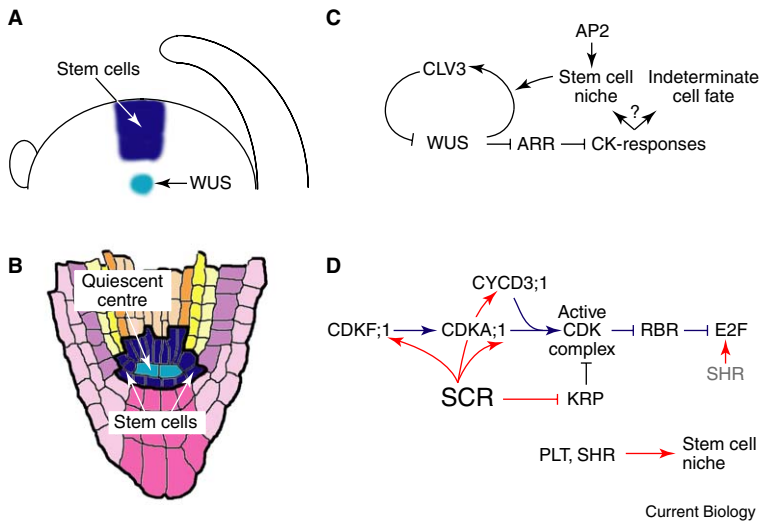 A
Stem cells
WUS
B
Quiescent
centre
Stem cells
C
AP2
CLV3
Stem cell
niche
Indeterminate
cell fate
?
WUS
ARR
CK-responses
D
CYCD3;1
CDKF;1
CDKA;1
Active
CDK
complex
RBR
E2F
SHR
SCR
KRP
PLT, SHR
Stem cell
niche
Current Biology